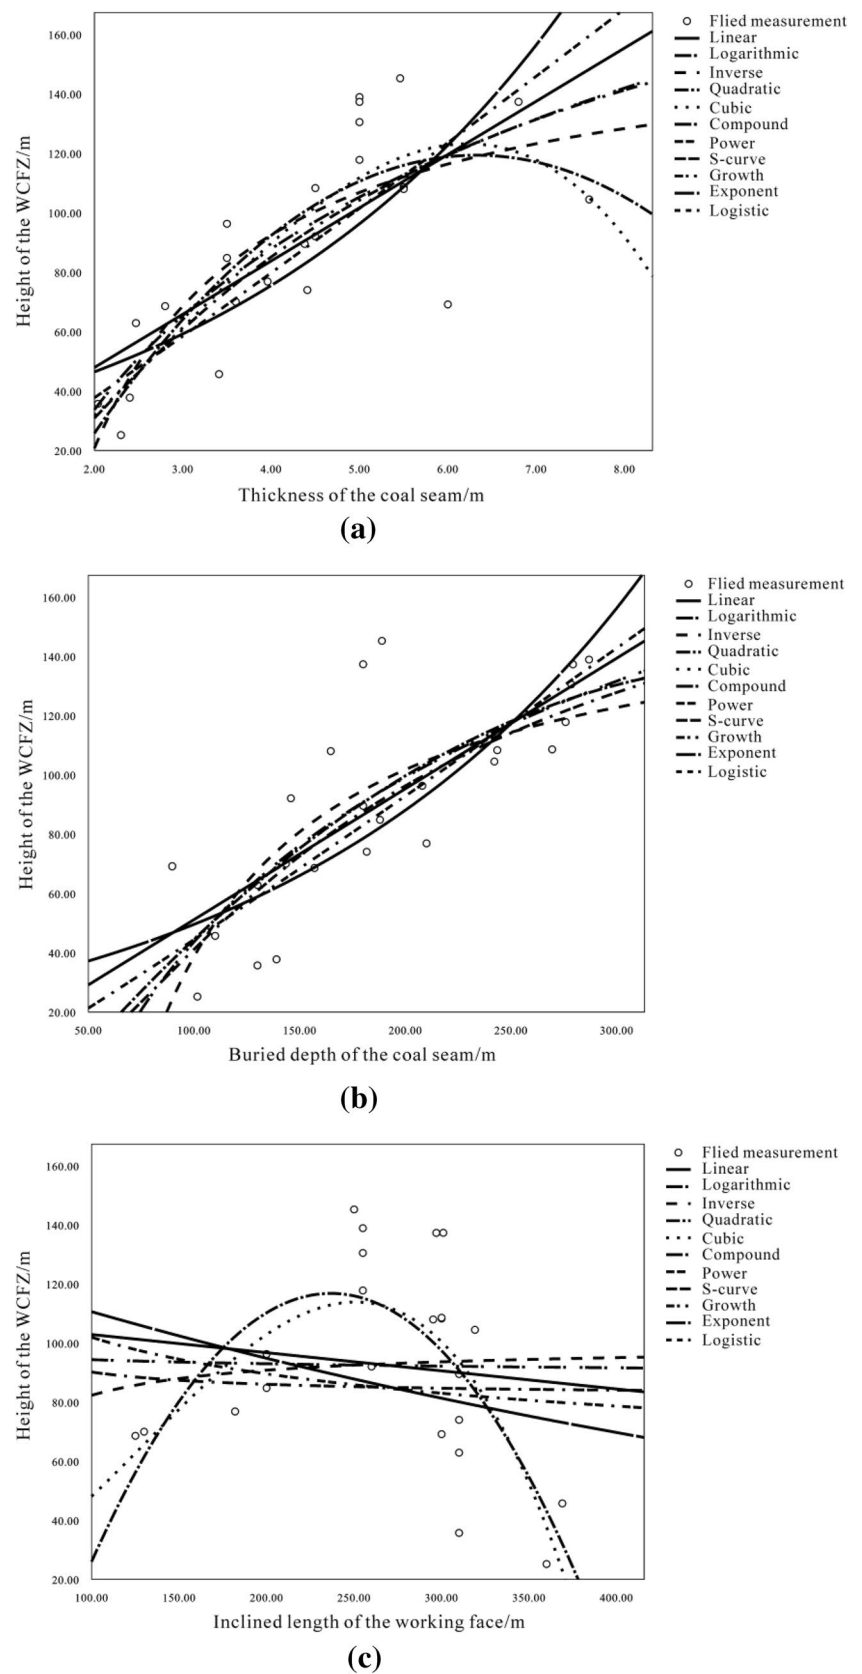 160.00
140.00
120.00
100.00
80.00
60.00
40.00
20.00
Height of the WCFZ/m
2.00 3.00 4.00 5.00 6.00 7.00 8.00
Thickness of the coal seam/m
Flied measurement
Linear
Logarithmic
Inverse
Quadratic
Cubic
Compound
Power
S-curve
Growth
Exponent
Logistic
(a)
160.00
140.00
120.00
100.00
80.00
60.00
40.00
20.00
Height of the WCFZ/m
50.00 100.00 150.00 200.00 250.00 300.00
Buried depth of the coal seam/m
Flied measurement
Linear
Logarithmic
Inverse
Quadratic
Cubic
Compound
Power
S-curve
Growth
Exponent
Logistic
(b)
160.00
140.00
120.00
100.00
80.00
60.00
40.00
20.00
Height of the WCFZ/m
100.00 150.00 200.00 250.00 300.00 350.00 400.00
Inclined length of the working face/m
Flied measurement
Linear
Logarithmic
Inverse
Quadratic
Cubic
Compound
Power
S-curve
Growth
Exponent
Logistic
(c)